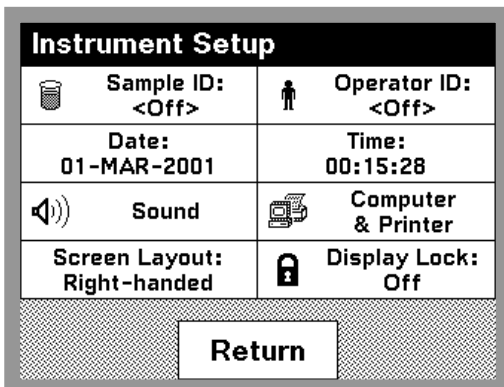 Instrument Setup
Sample ID:
<Off>
Operator ID:
<Off>
Date:
01-MAR-2001
Time:
00:15:28
Sound
Computer
& Printer
Screen Layout:
Right-handed
Display Lock:
Off
Return